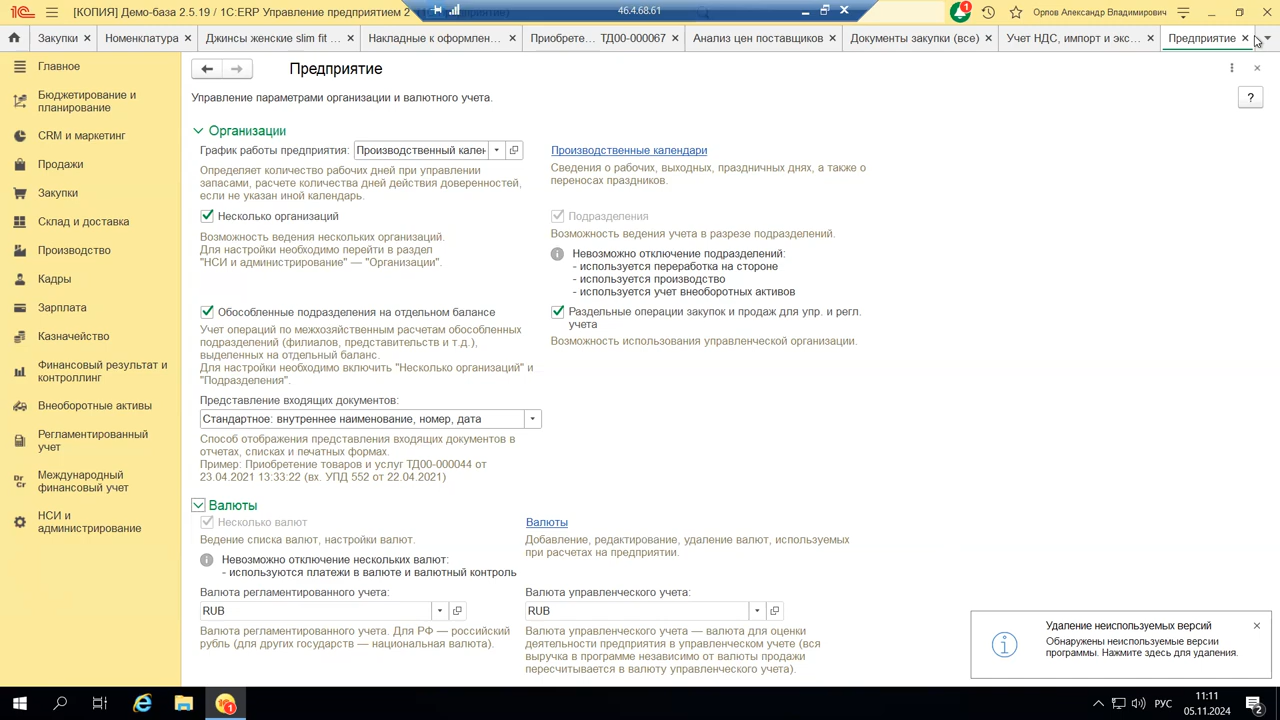 [КОПИЯ] Демо-база 2.5.19 / 1С:ERP Управление предприятием 2
46.4.68.61
1
Орлов Александр Владимирович
Закупки
Номенклатура
Джинсы женские slim fit ...
Накладные к оформлен...
Приобрете... ТД00-000067
Анализ цен поставщиков
Документы закупки (все)
Учет НДС, импорт и экс...
Предприятие
Главное
Бюджетирование и
планирование
CRM и маркетинг
Продажи
Закупки
Склад и доставка
Производство
Кадры
Зарплата
Казначейство
Финансовый результат и
контроллинг
Внеоборотные активы
Регламентированный
учет
Международный
финансовый учет
НСИ и
администрирование
Предприятие
Управление параметрами организации и валютного учета.
?
Организации
График работы предприятия: Производственный кален
Определяет количество рабочих дней при управлении
запасами, расчете количества дней действия доверенностей,
если не указан иной календарь.
Производственные календари
Сведения о рабочих, выходных, праздничных днях, а также о
переносах праздников.
Несколько организаций
Возможность ведения нескольких организаций.
Для настройки необходимо перейти в раздел
"НСИ и администрирование" — "Организации".
Подразделения
Возможность ведения учета в разрезе подразделений.
Невозможно отключение подразделений:
- используется переработка на стороне
- используется производство
- используется учет внеоборотных активов
Обособленные подразделения на отдельном балансе
Учет операций по межхозяйственным расчетам обособленных
подразделений (филиалов, представительств и т.д.),
выделенных на отдельный баланс.
Для настройки необходимо включить "Несколько организаций" и
"Подразделения".
Раздельные операции закупок и продаж для упр. и регл.
учета
Возможность использования управленческой организации.
Представление входящих документов:
Стандартное: внутреннее наименование, номер, дата
Способ отображения представления входящих документов в
отчетах, списках и печатных формах.
Пример: Приобретение товаров и услуг ТД00-000044 от
23.04.2021 13:33:22 (вх. УПД 552 от 22.04.2021)
Валюты
Несколько валют
Ведение списка валют, настройки валют.
Невозможно отключение нескольких валют:
- используются платежи в валюте и валютный контроль
Валюты
Добавление, редактирование, удаление валют, используемых
при расчетах на предприятии.
Валюта регламентированного учета:
RUB
Валюта регламентированного учета. Для РФ — российский
рубль (для других государств — национальная валюта).
Валюта управленческого учета:
RUB
Валюта управленческого учета — валюта для оценки
деятельности предприятия в управленческом учете (вся
выручка в программе независимо от валюты продажи
пересчитывается в валюту управленческого учета).
Удаление неиспользуемых версий
Обнаружены неиспользуемые версии
программы. Нажмите здесь для удаления.
1
РУС
11:11
05.11.2024
2